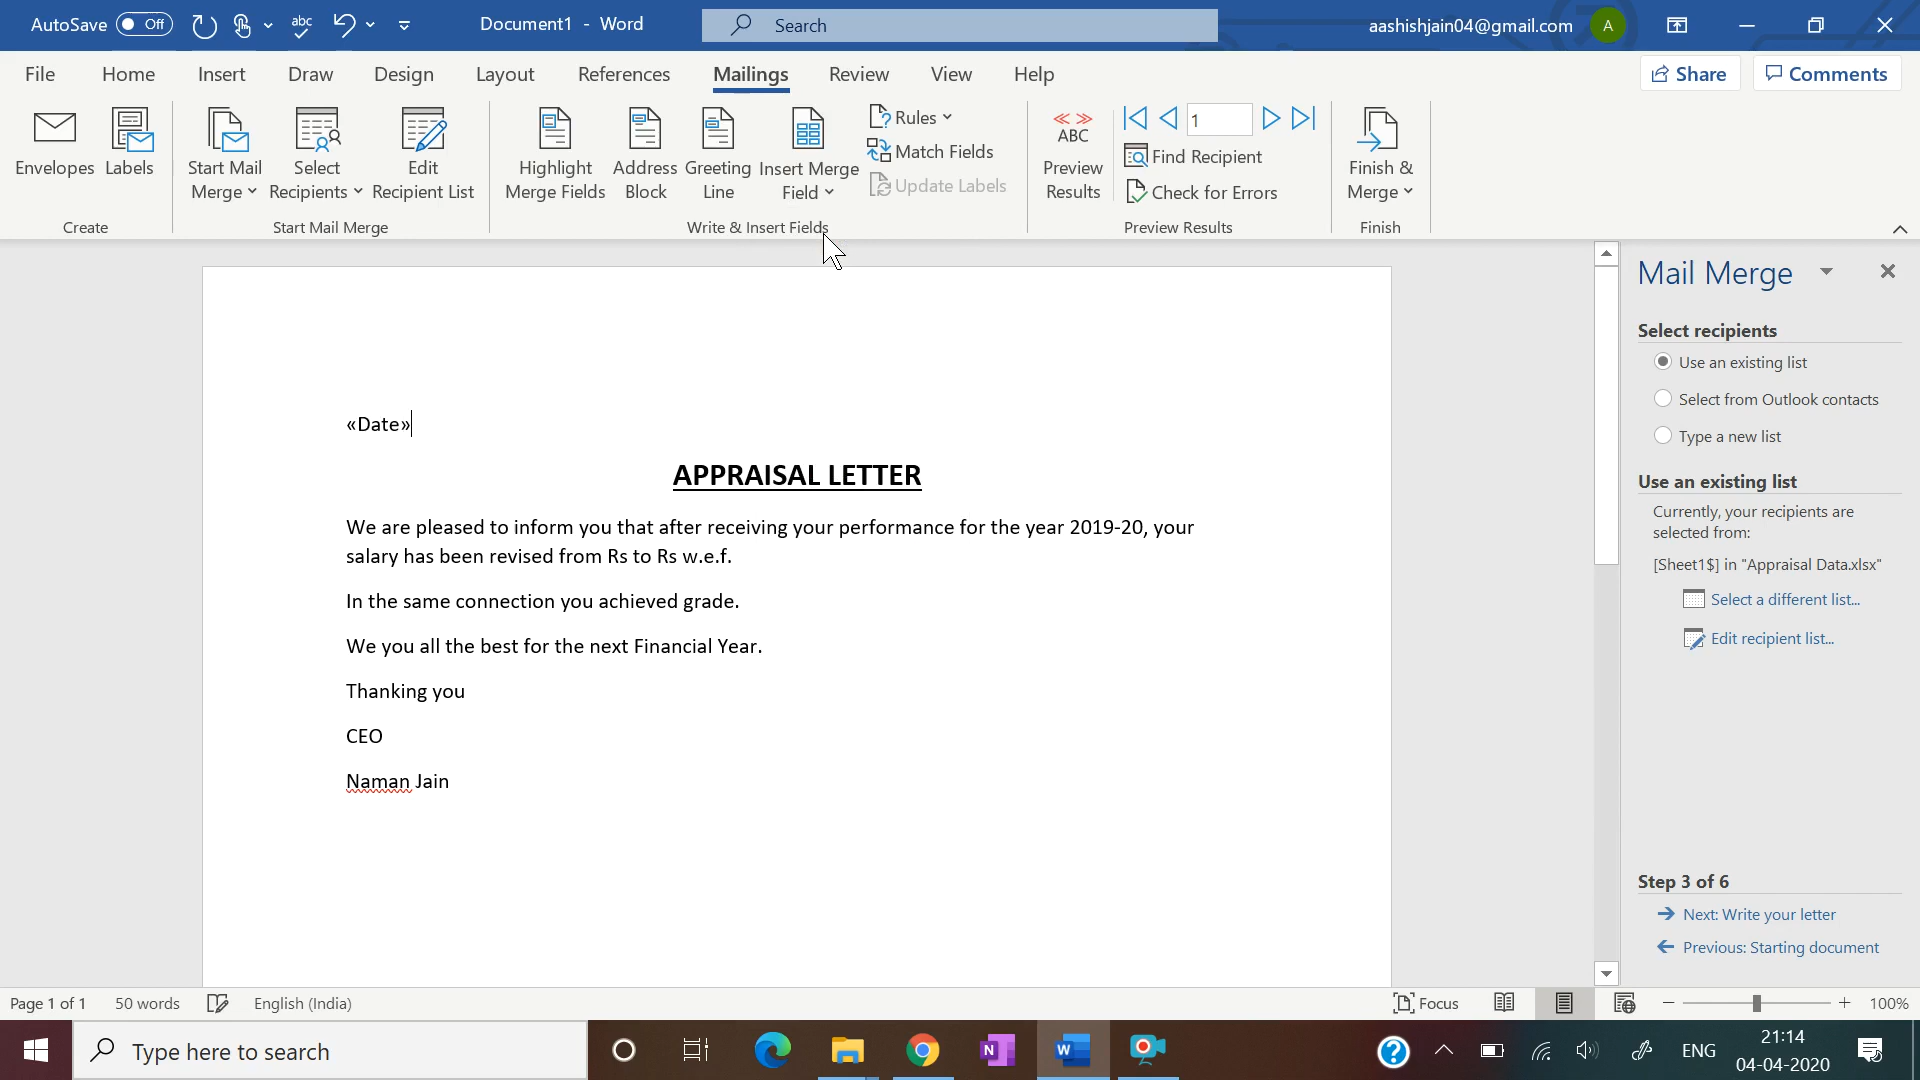 AutoSave Off abc Document1 - Word Search aashishjain04@gmail.com A
File Home Insert Draw Design Layout References Mailings Review View Help Share Comments
Envelopes
Labels
Create
Start Mail
Merge
Select
Recipients
Edit
Recipient List
Start Mail Merge
Highlight
Merge Fields
Address
Block
Greeting
Line
Insert Merge
Field
Rules
Match Fields
Update Labels
Write & Insert Fields
ABC
Preview
Results
1
Find Recipient
Check for Errors
Preview Results
Finish &
Merge
Finish
«Date»
APPRAISAL LETTER
We are pleased to inform you that after receiving your performance for the year 2019-20, your
salary has been revised from Rs to Rs w.e.f.
In the same connection you achieved grade.
We you all the best for the next Financial Year.
Thanking you
CEO
Naman Jain
Mail Merge
Select recipients
Use an existing list
Select from Outlook contacts
Type a new list
Use an existing list
Currently, your recipients are
selected from:
[Sheet1$] in "Appraisal Data.xlsx"
Select a different list...
Edit recipient list...
Step 3 of 6
Next: Write your letter
Previous: Starting document
Page 1 of 1 50 words English (India) Focus 100%
Type here to search N W ? ENG
21:14
04-04-2020